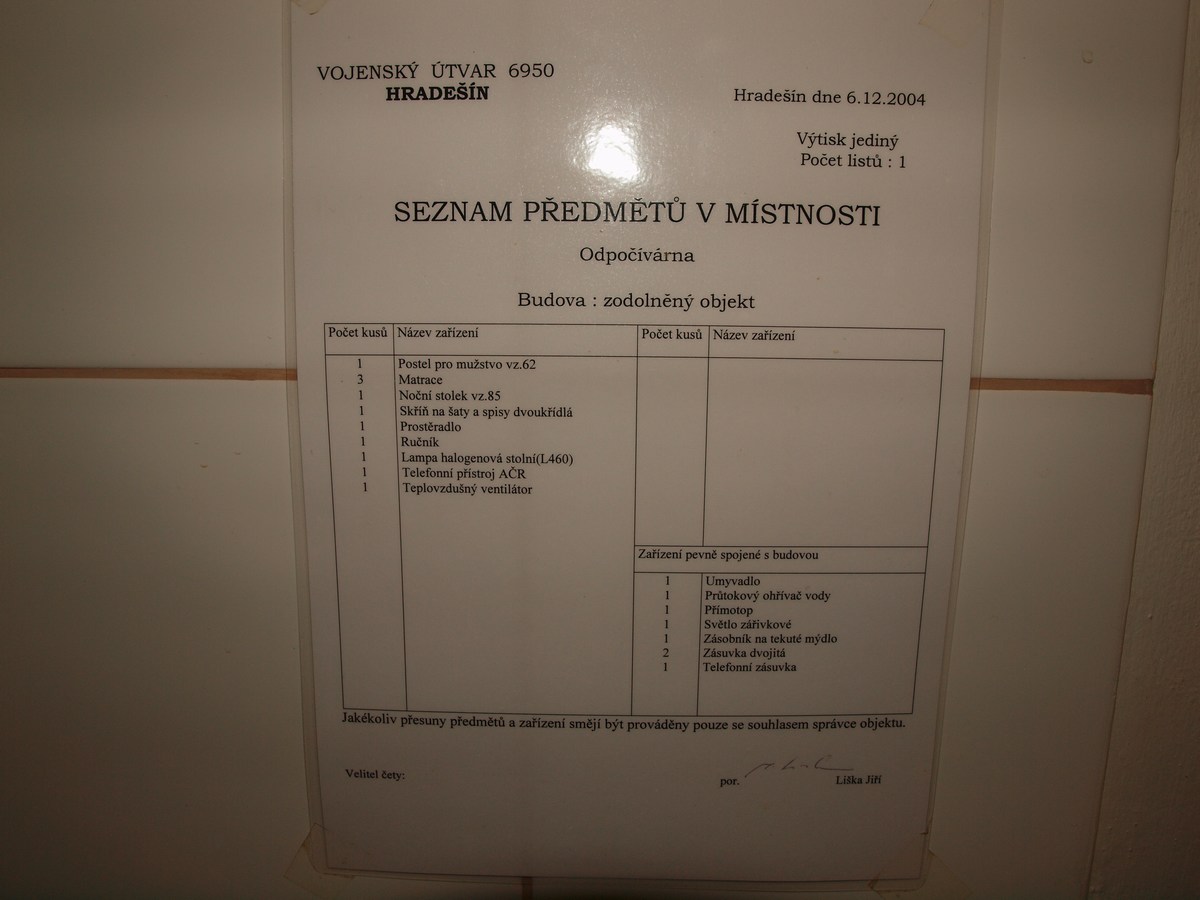 VOJENSKÝ ÚTVAR 6950
HRADEŠÍN
Hradešín dne 6.12.2004
Výtisk jediný
Počet listů : 1
SEZNAM PŘEDMĚTŮ V MÍSTNOSTI
Odpočívárna
Budova : zodolněný objekt
Počet kusů Název zařízení
1 Postel pro mužstvo vz.62
3 Matrace
1 Noční stolek vz.85
1 Skříň na šaty a spisy dvoukřídlá
1 Prostěradlo
1 Ručník
1 Lampa halogenová stolní(L460)
1 Telefonní přístroj AČR
1 Teplovzdušný ventilátor
Počet kusů Název zařízení
Zařízení pevně spojené s budovou
1 Umyvadlo
1 Průtokový ohřívač vody
1 Přímotop
1 Světlo zářivkové
1 Zásobník na tekuté mýdlo
2 Zásuvka dvojitá
1 Telefonní zásuvka
Jakékoliv přesuny předmětů a zařízení smějí být prováděny pouze se souhlasem správce objektu.
Velitel čety:
por. Liška Jiří